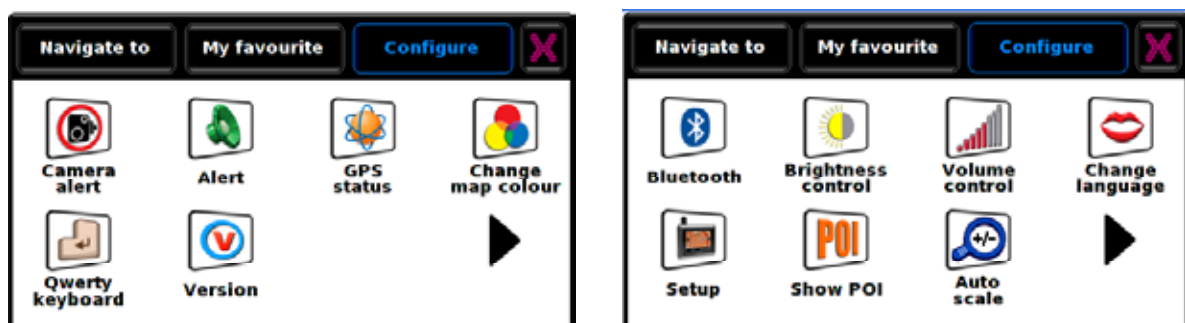 Navigate to My favourite Configure X
Camera alert
Alert
GPS status
Change map colour
Qwerty keyboard
V
Version
Navigate to My favourite Configure X
Bluetooth
Brightness control
Volume control
Change language
Setup
POI
Show POI
+/-
Auto scale